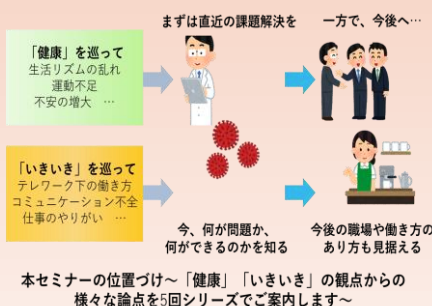 まずは直近の課題解決を
一方で、今後へ…
「健康」を巡って
生活リズムの乱れ
運動不足
不安の増大 …
「いきいき」を巡って
テレワーク下の働き方
コミュニケーション不全
仕事のやりがい …
今、何が問題か、
何ができるのかを知る
今後の職場や働き方の
あり方も見据える
本セミナーの位置づけ～「健康」「いきいき」の観点からの
様々な論点を5回シリーズでご案内します～